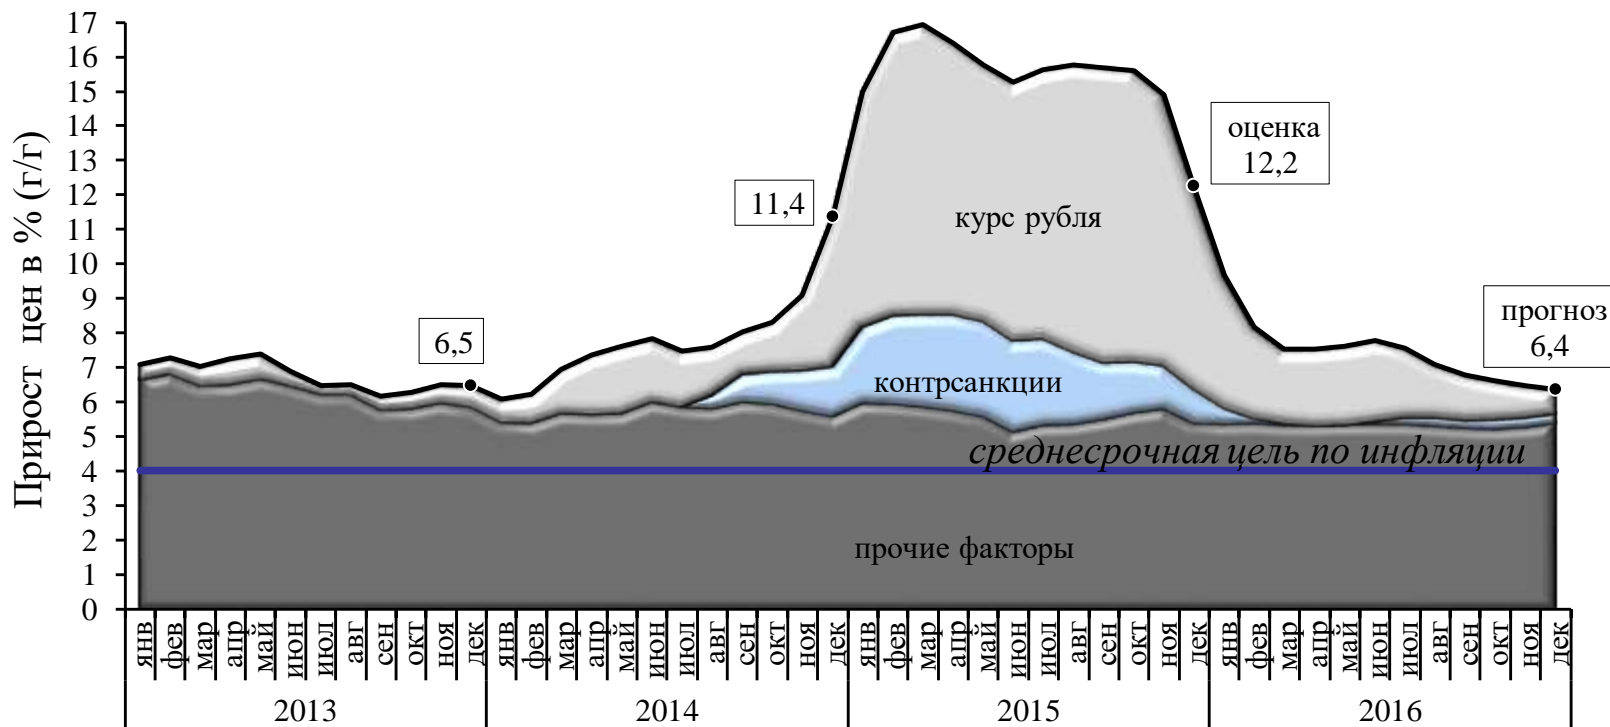 Прирост цен в % (г/г)
17
16
15
14
13
12
11
10
9
8
7
6
5
4
3
2
1
0
6,5
11,4
оценка
12,2
прогноз
6,4
курс рубля
контрсанкции
среднесрочная цель по инфляции
прочие факторы
янв фев мар апр май июн июл авг сен окт ноя дек янв фев мар апр май июн июл авг сен окт ноя дек янв фев мар апр май июн июл авг сен окт ноя дек янв фев мар апр май июн июл авг сен окт ноя дек
2013 2014 2015 2016